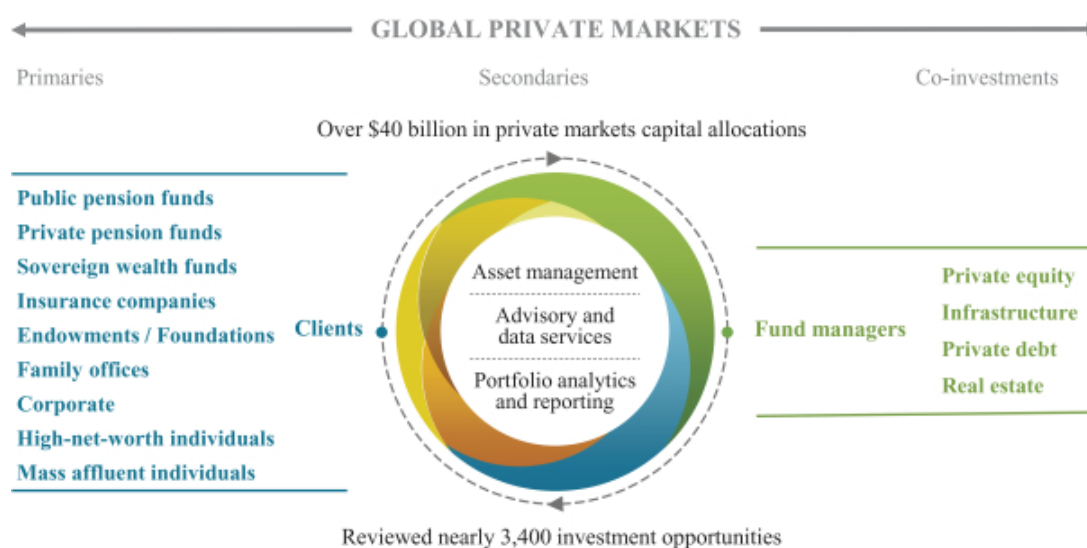 GLOBAL PRIVATE MARKETS
Primaries
Secondaries
Co-investments
Over $40 billion in private markets capital allocations
Public pension funds
Private pension funds
Sovereign wealth funds
Insurance companies
Endowments / Foundations
Family offices
Corporate
High-net-worth individuals
Mass affluent individuals
Clients
Asset management
Advisory and
data services
Portfolio analytics
and reporting
Fund managers
Private equity
Infrastructure
Private debt
Real estate
Reviewed nearly 3,400 investment opportunities